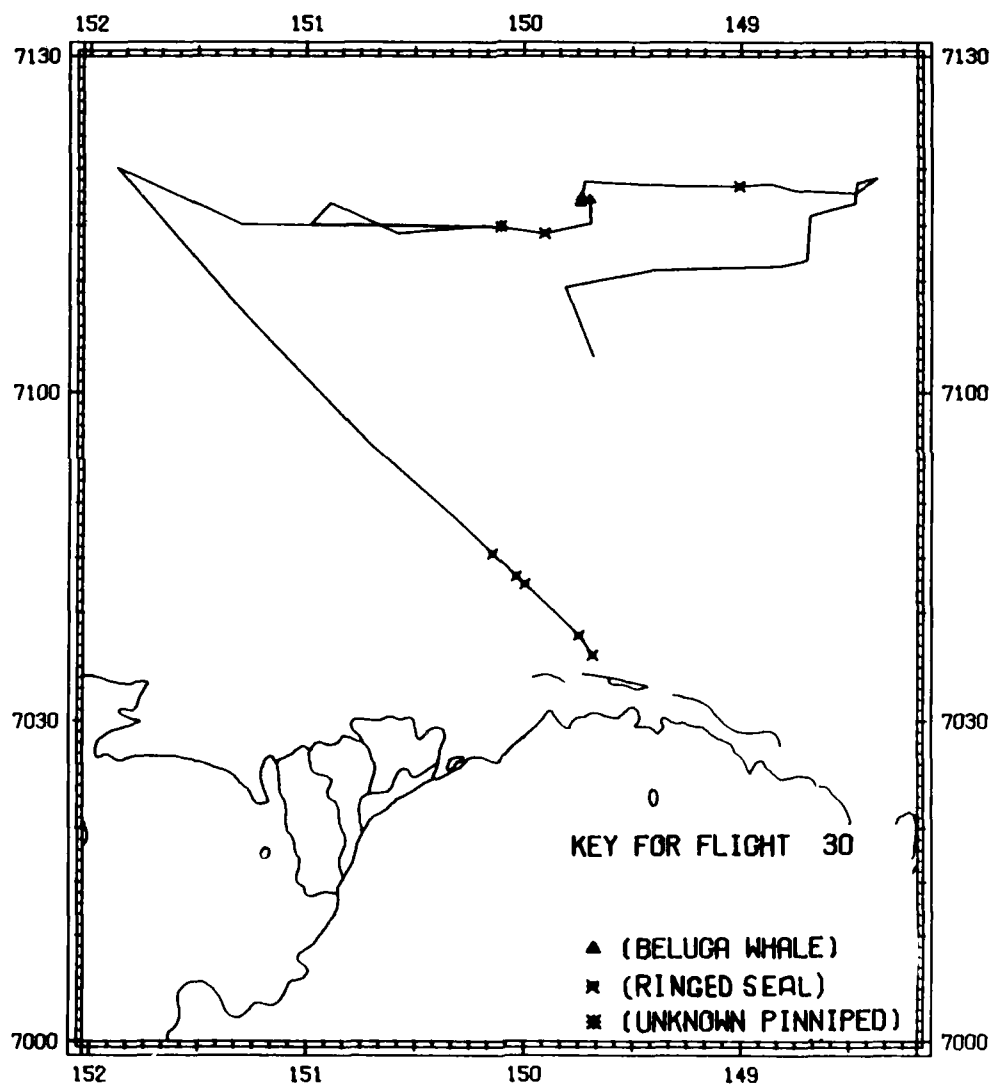 152 151 150 149
7130 7130
7100 7100
7030 7030
KEY FOR FLIGHT 30
(BELUGA WHALE)
(RINGED SEAL)
(UNKNOWN PINNIPED)
7000 7000
152 151 150 149